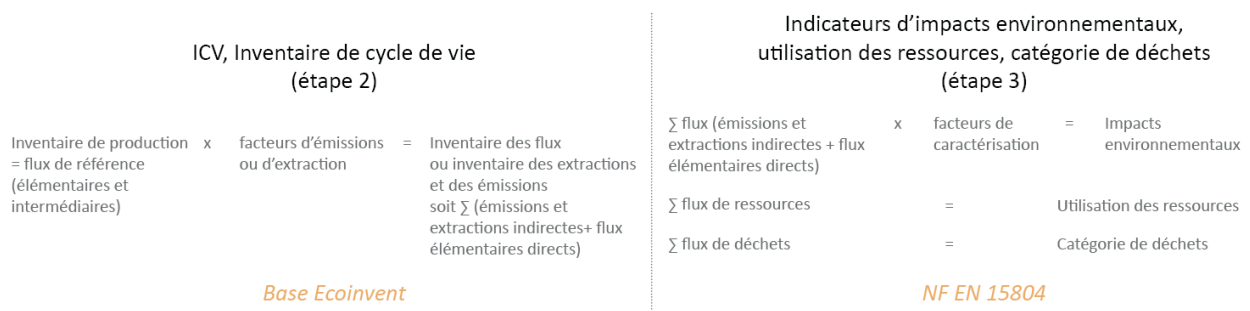 ICV, Inventaire de cycle de vie
(étape 2)
Inventaire de production x facteurs d'émissions = Inventaire des flux
= flux de référence ou d'extraction ou inventaire des extractions
(élémentaires et et des émissions
intermédiaires) soit ∑ (émissions et
extractions indirectes+ flux
élémentaires directs)
Base Ecoinvent
Indicateurs d'impacts environnementaux,
utilisation des ressources, catégorie de déchets
(étape 3)
∑ flux (émissions et x facteurs de = Impacts
extractions indirectes + flux caractérisation environnementaux
élémentaires directs)
∑ flux de ressources = Utilisation des ressources
∑ flux de déchets = Catégorie de déchets
NF EN 15804